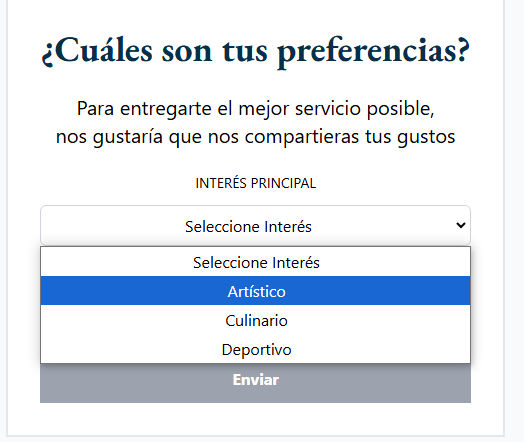 ¿Cuáles son tus preferencias?
Para entregarte el mejor servicio posible,
nos gustaría que nos compartieras tus gustos
INTERÉS PRINCIPAL
Seleccione Interés
Seleccione Interés
Artístico
Culinario
Deportivo
Enviar